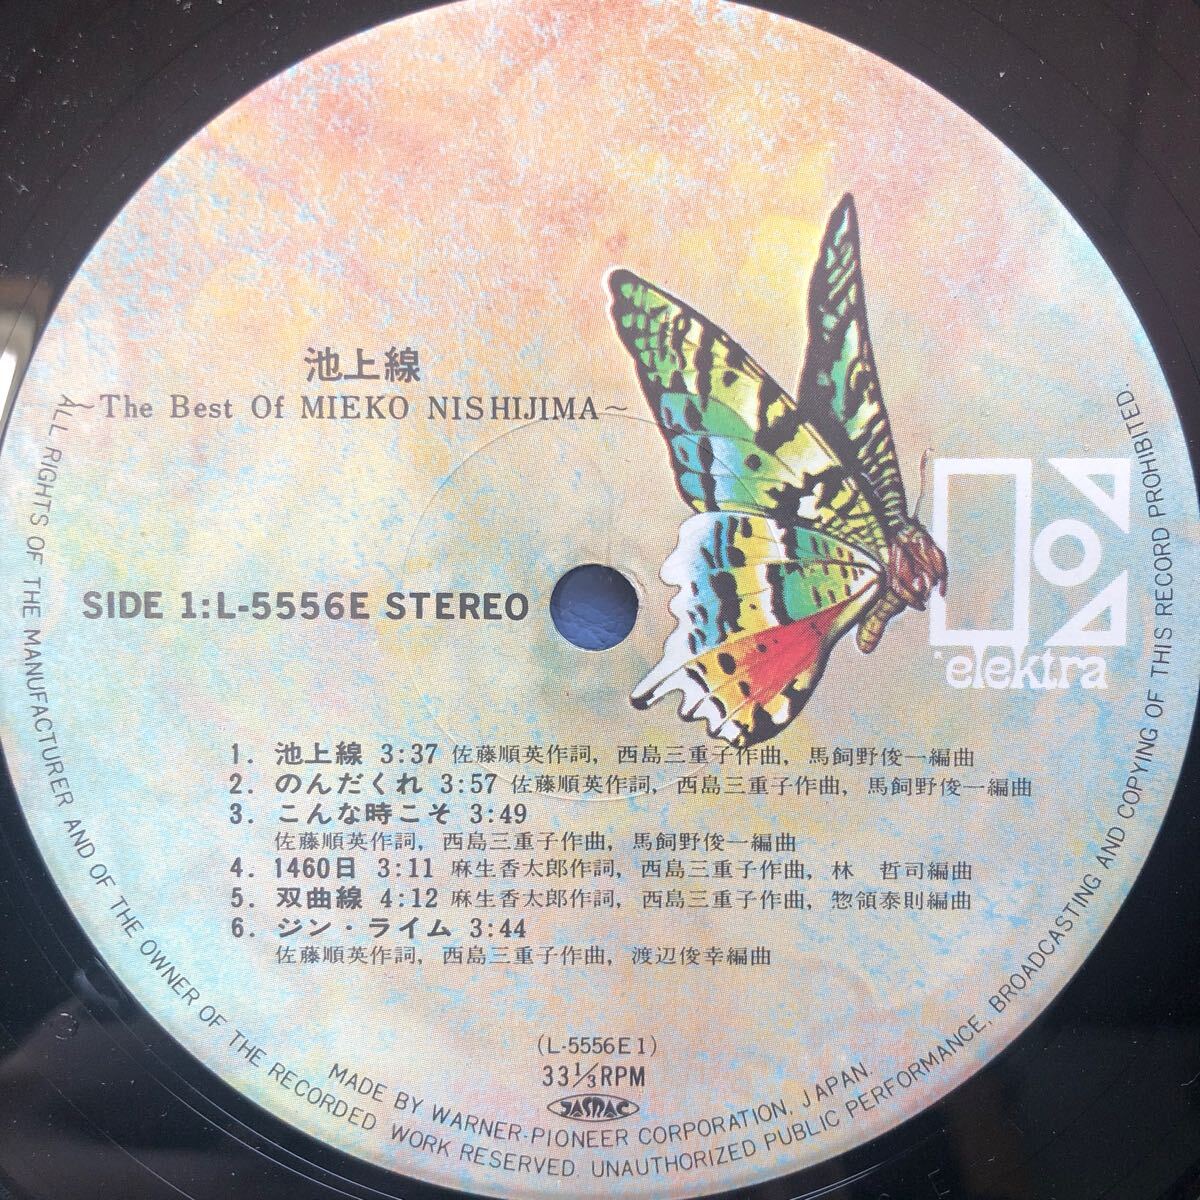 池上線
~The Best Of MIEKO NISHIJIMA~
SIDE 1:L-5556E STEREO
elektra
1. 池上線 3:37 佐藤順英作詞, 西島三重子作曲, 馬飼野俊一編曲
2. のんだくれ 3:57 佐藤順英作詞, 西島三重子作曲, 馬飼野俊一編曲
3. こんな時こそ 3:49
佐藤順英作詞, 西島三重子作曲, 馬飼野俊一編曲
4. 1460日 3:11 麻生香太郎作詞, 西島三重子作曲, 林 哲司編曲
5. 双曲線 4:12 麻生香太郎作詞, 西島三重子作曲, 惣領泰則編曲
6. ジン・ライム 3:44
佐藤順英作詞, 西島三重子作曲, 渡辺俊幸編曲
(L-5556E1)
33 1/3 RPM
JASRAC
MADE BY WARNER-PIONEER CORPORATION, JAPAN.
ALL RIGHTS OF THE MANUFACTURER AND OF THE OWNER OF THE RECORDED WORK RESERVED. UNAUTHORIZED PUBLIC PERFORMANCE, BROADCASTING AND COPYING OF THIS RECORD PROHIBITED.